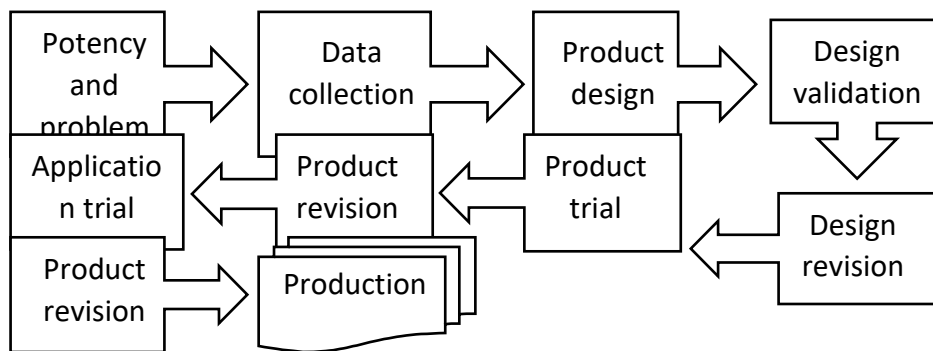 Potency
and
problem
Data
collection
Product
design
Design
validation
Applicatio
n trial
Product
revision
Product
trial
Design
revision
Product
revision
Production